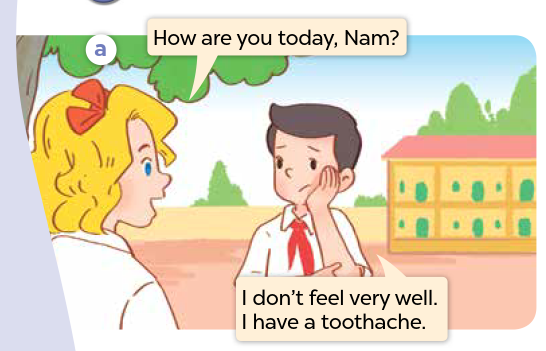 a
How are you today, Nam?
I don't feel very well.
I have a toothache.